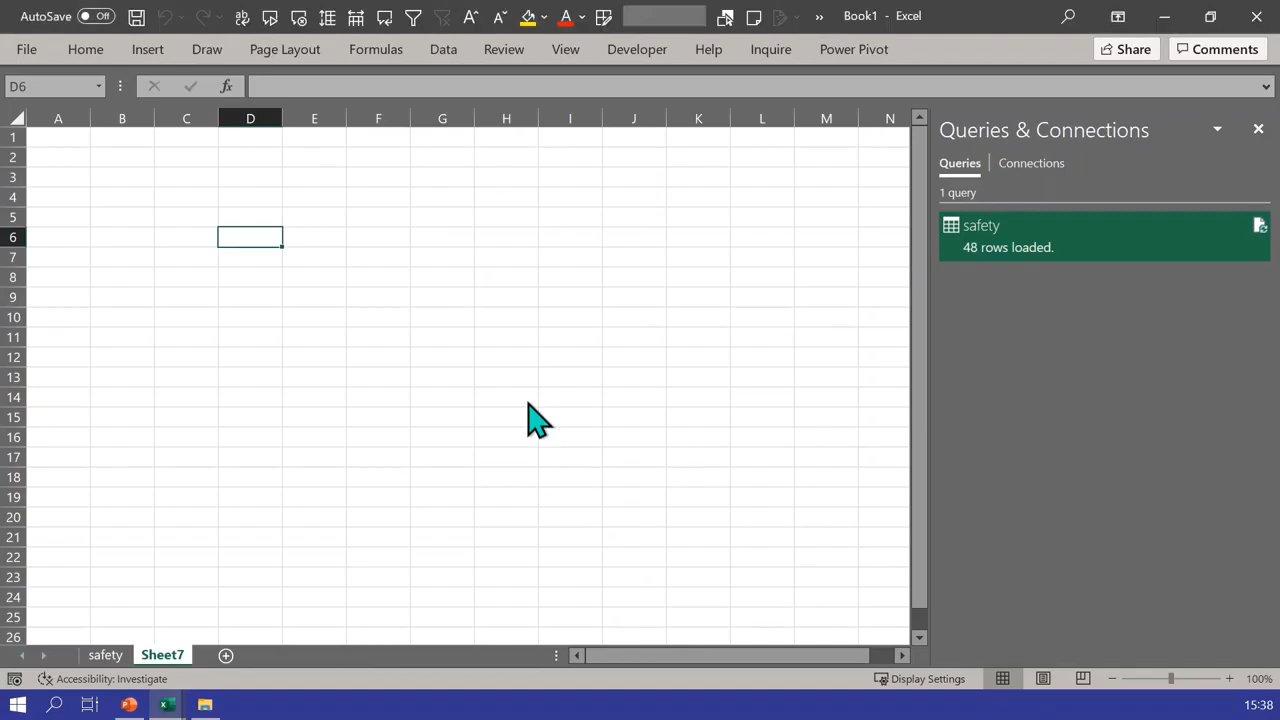 AutoSave Off Book1 - Excel
File Home Insert Draw Page Layout Formulas Data Review View Developer Help Inquire Power Pivot Share Comments
D6 fx
A B C D E F G H I J K L M N
Queries & Connections
Queries Connections
1 query
safety
48 rows loaded.
1
2
3
4
5
6
7
8
9
10
11
12
13
14
15
16
17
18
19
20
21
22
23
24
25
26
safety Sheet7
Accessibility: Investigate Display Settings 100%
15:38